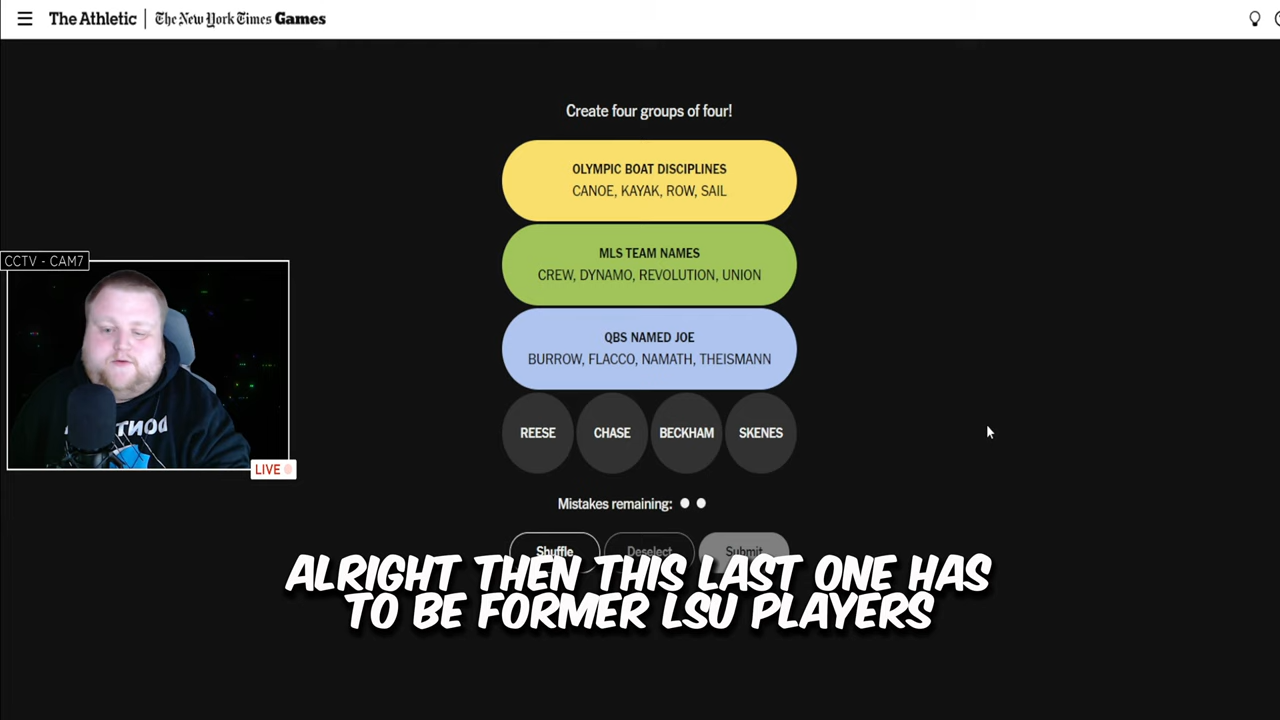 The Athletic | The New York Times Games
Create four groups of four!
OLYMPIC BOAT DISCIPLINES
CANOE, KAYAK, ROW, SAIL
MLS TEAM NAMES
CREW, DYNAMO, REVOLUTION, UNION
CCTV - CAM7
QBS NAMED JOE
BURROW, FLACCO, NAMATH, THEISMANN
REESE CHASE BECKHAM SKENES
LIVE
Mistakes remaining:
Shuffle Deselect Submit
ALRIGHT THEN THIS LAST ONE HAS
TO BE FORMER LSU PLAYERS